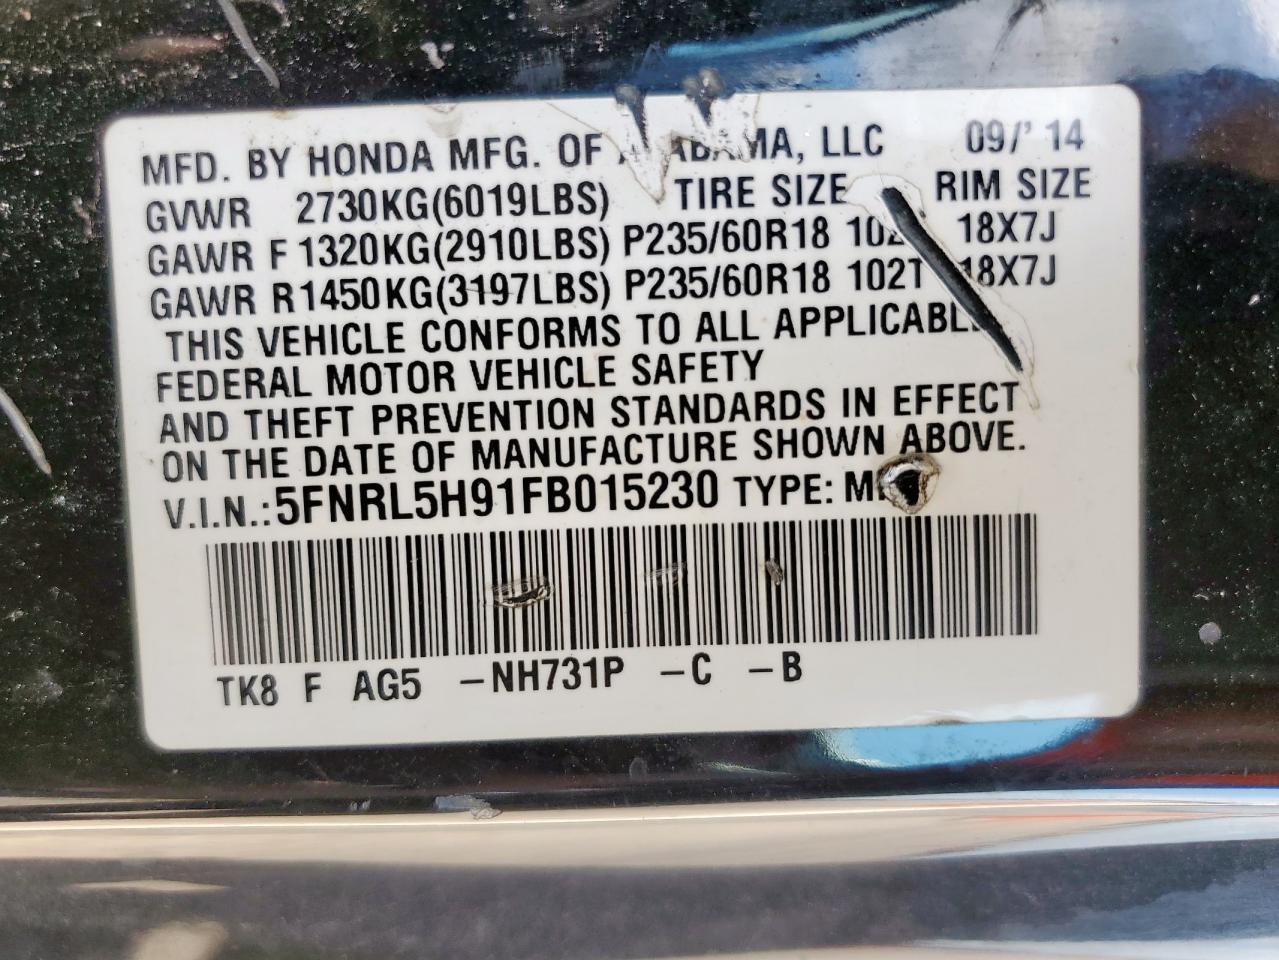 MFD. BY HONDA MFG. OF ALABAMA, LLC 09/' 14
GVWR 2730KG(6019LBS) TIRE SIZE RIM SIZE
GAWR F 1320KG(2910LBS) P235/60R18 18X7J
GAWR R1450KG(3197LBS) P235/60R18 102T 18X7J
THIS VEHICLE CONFORMS TO ALL APPLICABLE
FEDERAL MOTOR VEHICLE SAFETY
AND THEFT PREVENTION STANDARDS IN EFFECT
ON THE DATE OF MANUFACTURE SHOWN ABOVE.
V.I.N.:5FNRL5H91FB015230 TYPE:
TK8 F AG5 -NH731P -C -B